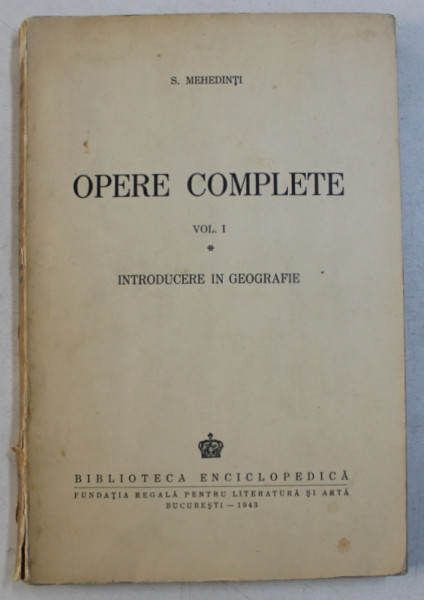 S. MEHEDINȚI
OPERE COMPLETE
VOL. I
*
INTRODUCERE IN GEOGRAFIE
BIBLIOTECA ENCICLOPEDICĂ
FUNDAȚIA REGALĂ PENTRU LITERATURĂ ȘI ARTĂ
BUCUREȘTI — 1943